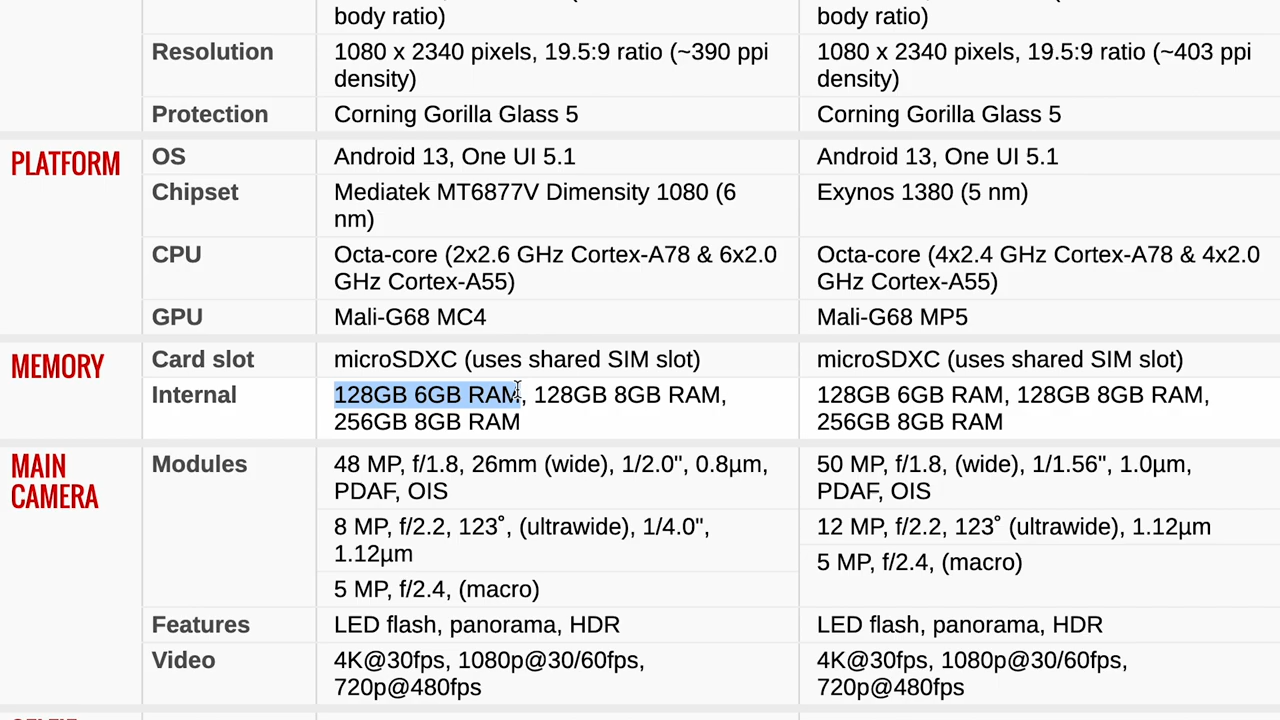 body ratio)
body ratio)
Resolution
1080 x 2340 pixels, 19.5:9 ratio (~390 ppi
density)
1080 x 2340 pixels, 19.5:9 ratio (~403 ppi
density)
Protection
Corning Gorilla Glass 5
Corning Gorilla Glass 5
PLATFORM
OS
Android 13, One UI 5.1
Android 13, One UI 5.1
Chipset
Mediatek MT6877V Dimensity 1080 (6
nm)
Exynos 1380 (5 nm)
CPU
Octa-core (2x2.6 GHz Cortex-A78 & 6x2.0
GHz Cortex-A55)
Octa-core (4x2.4 GHz Cortex-A78 & 4x2.0
GHz Cortex-A55)
GPU
Mali-G68 MC4
Mali-G68 MP5
MEMORY
Card slot
microSDXC (uses shared SIM slot)
microSDXC (uses shared SIM slot)
Internal
128GB 6GB RAM, 128GB 8GB RAM,
256GB 8GB RAM
128GB 6GB RAM, 128GB 8GB RAM,
256GB 8GB RAM
MAIN
CAMERA
Modules
48 MP, f/1.8, 26mm (wide), 1/2.0", 0.8µm,
PDAF, OIS
50 MP, f/1.8, (wide), 1/1.56", 1.0µm,
PDAF, OIS
8 MP, f/2.2, 123˚, (ultrawide), 1/4.0",
1.12µm
12 MP, f/2.2, 123˚ (ultrawide), 1.12µm
5 MP, f/2.4, (macro)
5 MP, f/2.4, (macro)
Features
LED flash, panorama, HDR
LED flash, panorama, HDR
Video
4K@30fps, 1080p@30/60fps,
720p@480fps
4K@30fps, 1080p@30/60fps,
720p@480fps